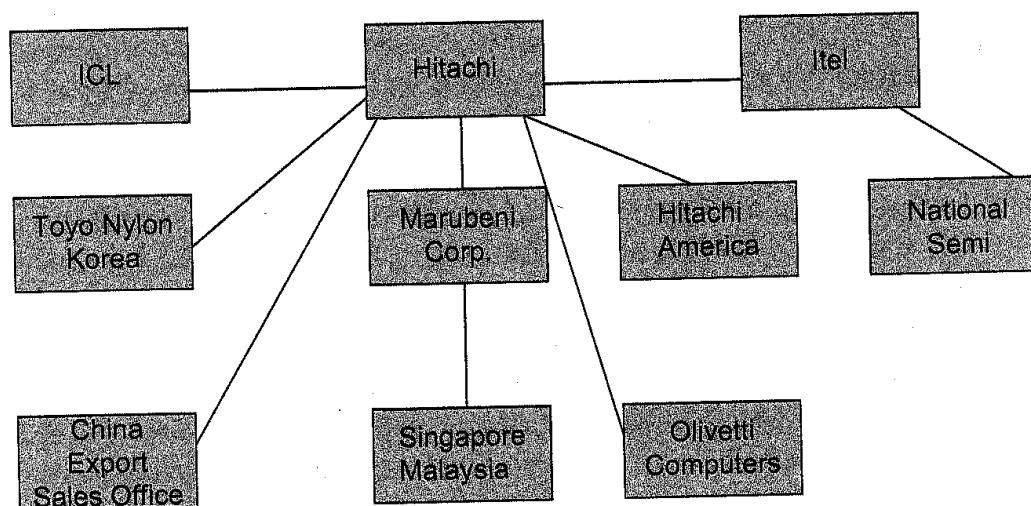 ICL
Hitachi
Itel
Toyo Nylon
Korea
Marubeni
Corp.
Hitachi
America
National
Semi
China
Export
Sales Office
Singapore
Malaysia
Olivetti
Computers